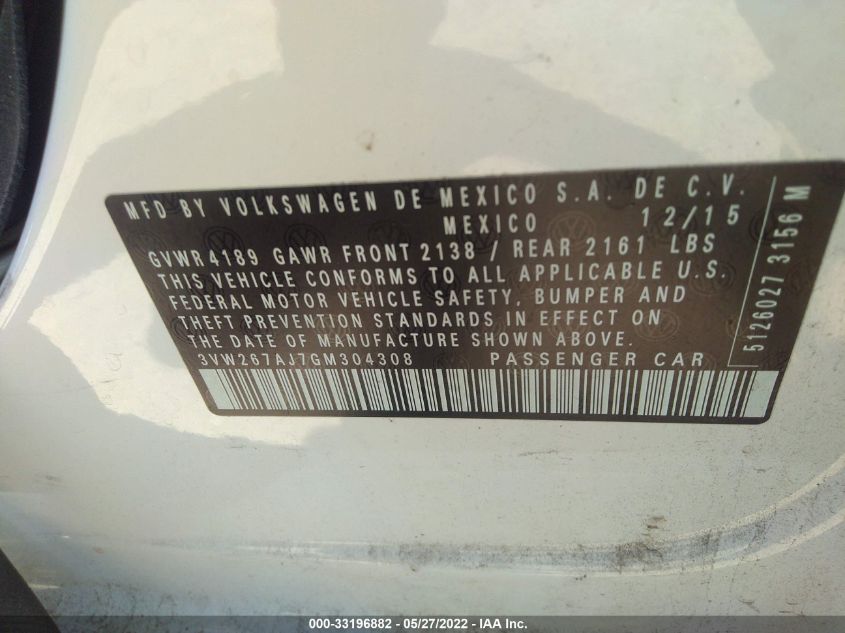 MFD BY VOLKSWAGEN DE MEXICO S.A. DE C.V.
MEXICO 12/15
GVWR 4189 GAWR FRONT 2138 / REAR 2161 LBS
THIS VEHICLE CONFORMS TO ALL APPLICABLE U.S.
FEDERAL MOTOR VEHICLE SAFETY, BUMPER AND
THEFT PREVENTION STANDARDS IN EFFECT ON
THE DATE OF MANUFACTURE SHOWN ABOVE.
3VW267AJ7GM304308 PASSENGER CAR
5126027 3156 M
000-33196882 - 05/27/2022 - IAA Inc.